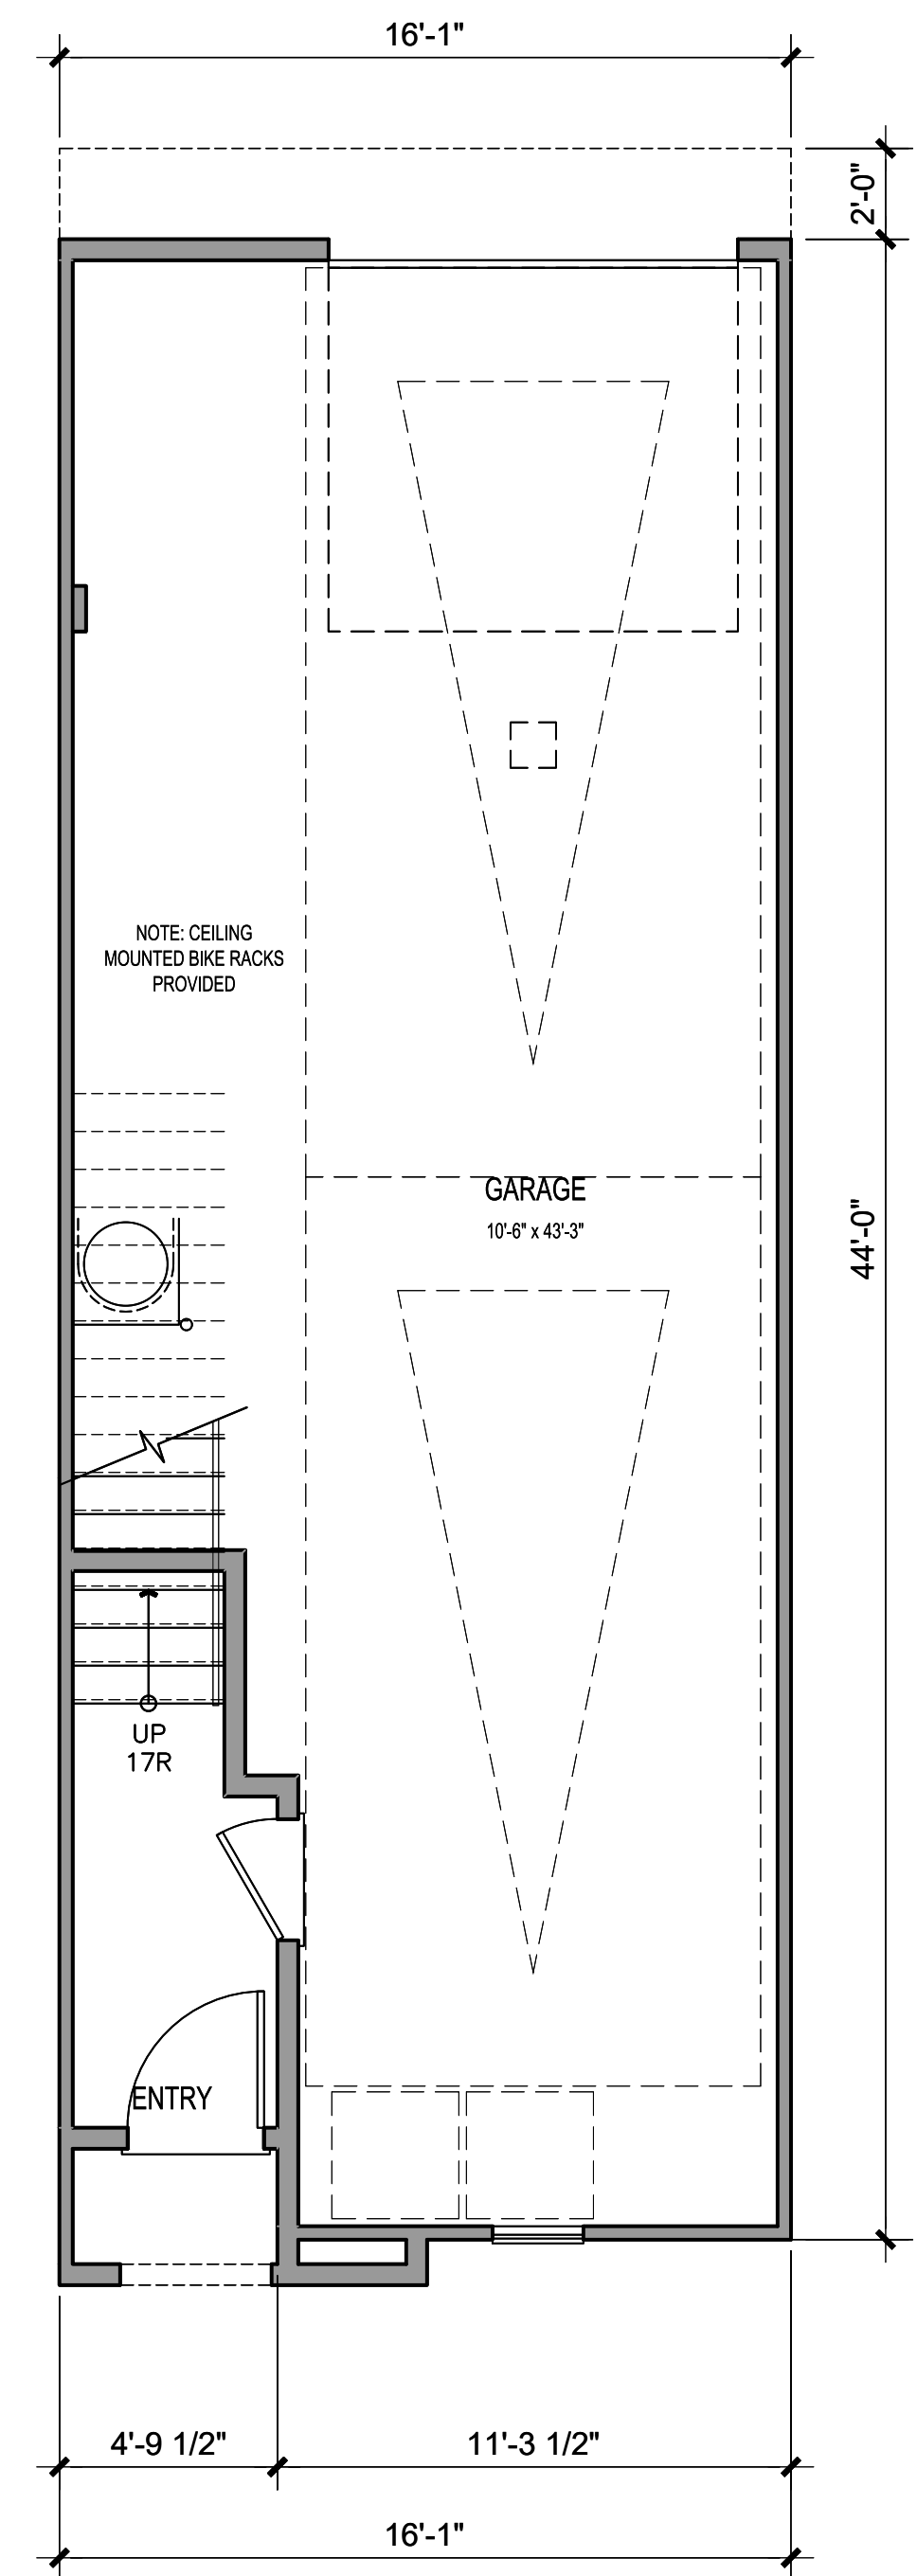 16'-1"
2'-0"
NOTE: CEILING
MOUNTED BIKE RACKS
PROVIDED
GARAGE
10'-6" x 43'-3"
44'-0"
UP
17R
ENTRY
4'-9 1/2"
11'-3 1/2"
16'-1"